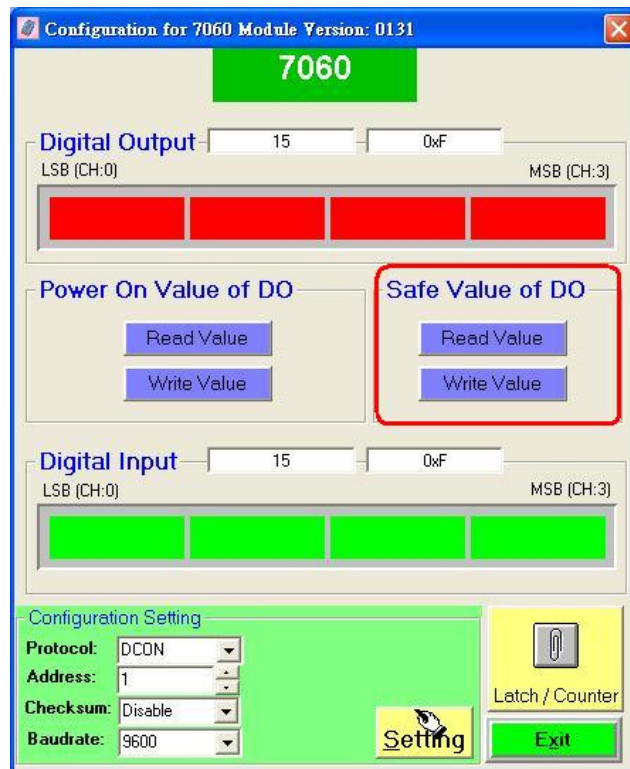 Configuration for 7060 Module Version: 0131
7060
Digital Output 15 0xF
LSB (CH:0) MSB (CH:3)
Power On Value of DO Safe Value of DO
Read Value Read Value
Write Value Write Value
Digital Input 15 0xF
LSB (CH:0) MSB (CH:3)
Configuration Setting
Protocol: DCON
Address: 1
Checksum: Disable
Baudrate: 9600
Setting
Latch / Counter
Exit